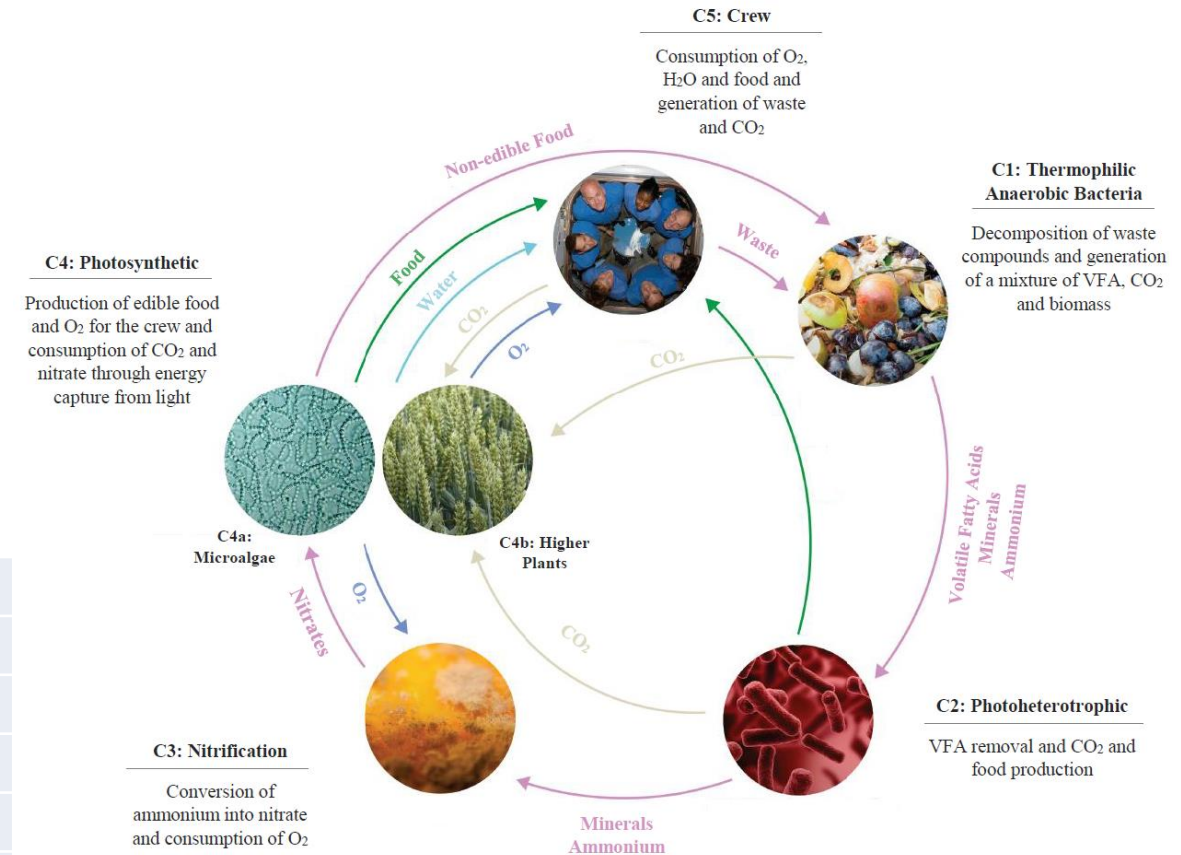 C5: Crew
Consumption of O₂,
H₂O and food and
generation of waste
and CO₂
Non-edible Food
C1: Thermophilic
Anaerobic Bacteria
Decomposition of waste
compounds and generation
of a mixture of VFA, CO₂
and biomass
Waste
Food
Water
CO₂
O₂
CO₂
C4: Photosynthetic
Production of edible food
and O₂ for the crew and
consumption of CO₂ and
nitrate through energy
capture from light
C4a:
Microalgae
C4b: Higher
Plants
Volatile Fatty Acids
Minerals
Ammonium
Nitrates
O₂
CO₂
C2: Photoheterotrophic
VFA removal and CO₂ and
food production
C3: Nitrification
Conversion of
ammonium into nitrate
and consumption of O₂
Minerals
Ammonium